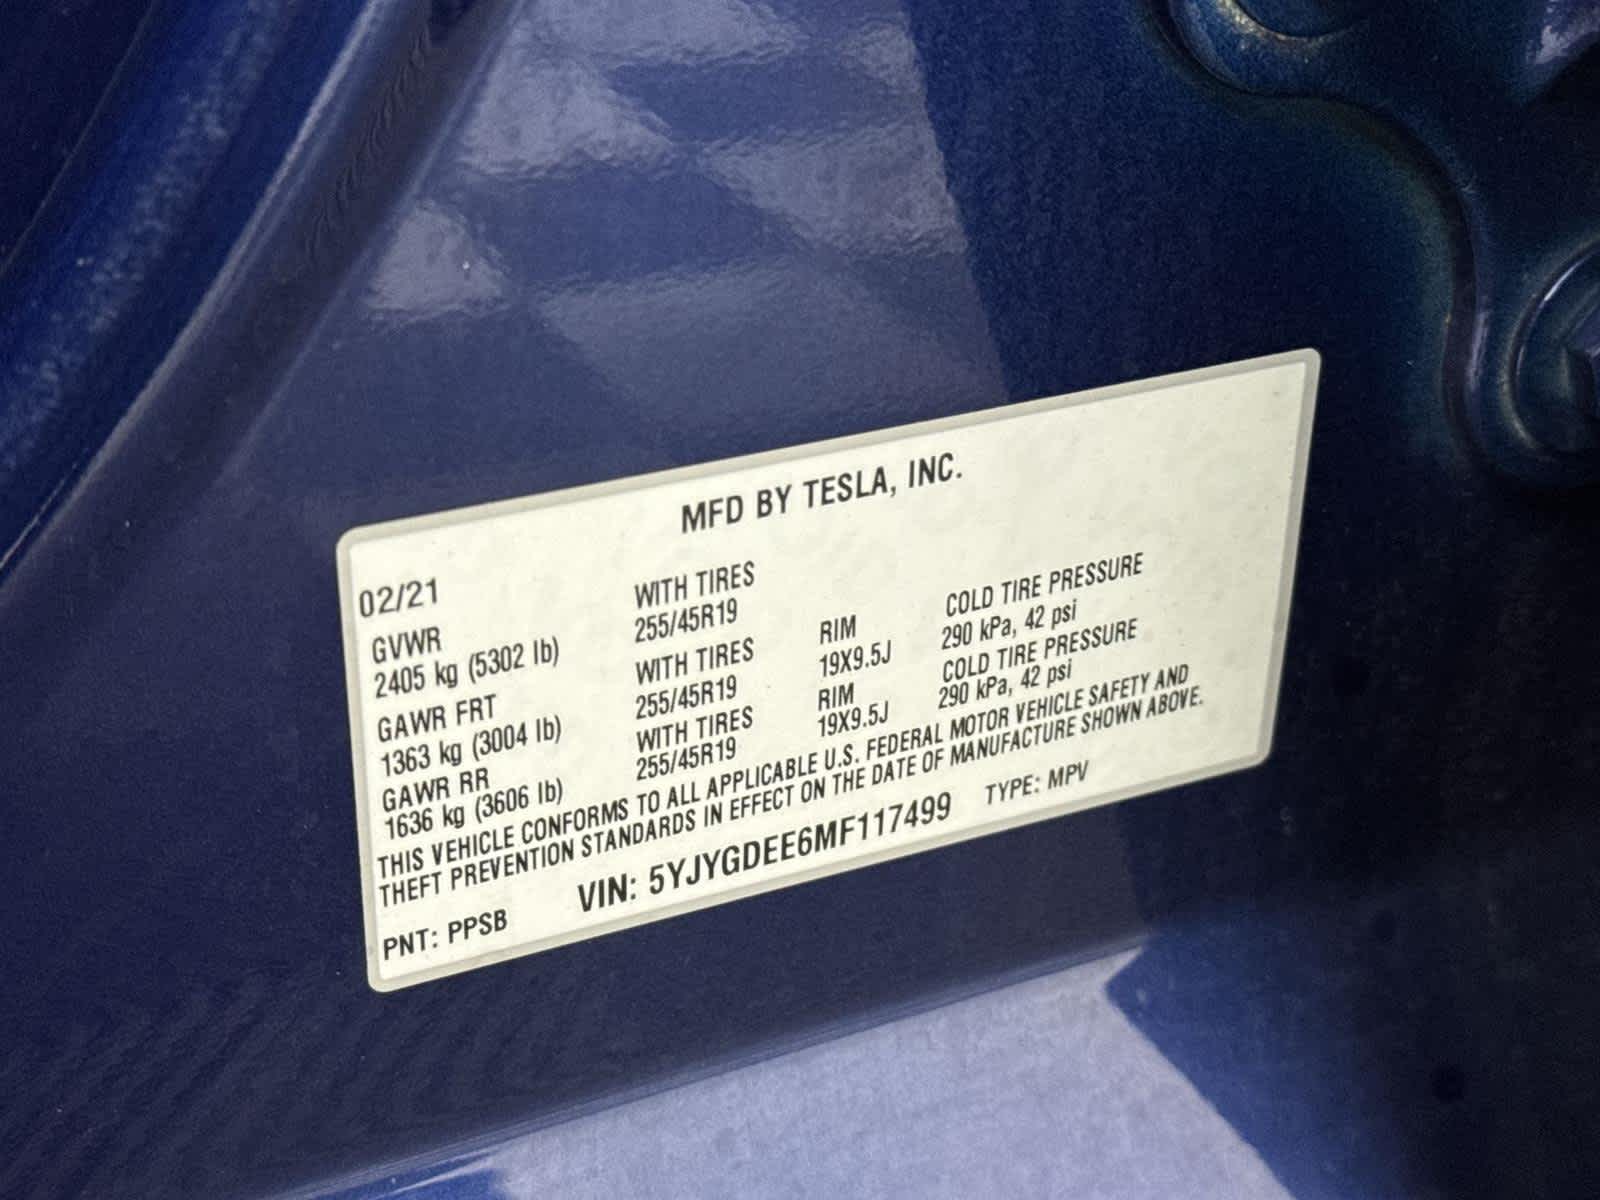 MFD BY TESLA, INC.
02/21
GVWR
2405 kg (5302 lb)
WITH TIRES
255/45R19
GAWR FRT
1363 kg (3004 lb)
WITH TIRES
255/45R19
RIM
19X9.5J
COLD TIRE PRESSURE
290 kPa, 42 psi
GAWR RR
1636 kg (3606 lb)
WITH TIRES
255/45R19
RIM
19X9.5J
COLD TIRE PRESSURE
290 kPa, 42 psi
THIS VEHICLE CONFORMS TO ALL APPLICABLE U.S. FEDERAL MOTOR VEHICLE SAFETY AND
THEFT PREVENTION STANDARDS IN EFFECT ON THE DATE OF MANUFACTURE SHOWN ABOVE.
PNT: PPSB
VIN: 5YJYGDEE6MF117499
TYPE: MPV